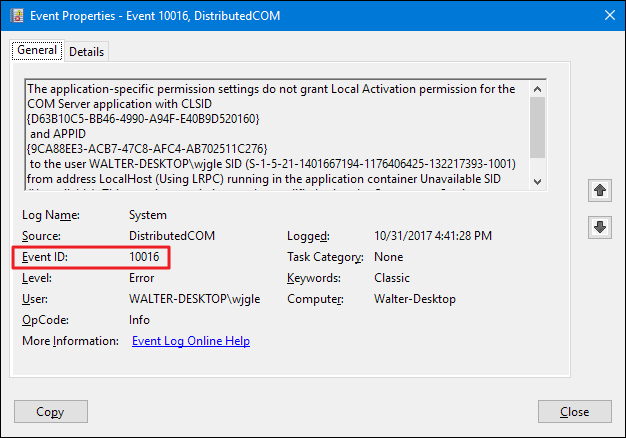 Event Properties - Event 10016, DistributedCOM
General
Details
The application-specific permission settings do not grant Local Activation permission for the
COM Server application with CLSID
{D63B10C5-BB46-4990-A94F-E40B9D520160}
and APPID
{9CA88EE3-ACB7-47C8-AFC4-AB702511C276}
to the user WALTER-DESKTOP\wjgle SID (S-1-5-21-1401667194-1176406425-132217393-1001)
from address LocalHost (Using LRPC) running in the application container Unavailable SID
Log Name: System
Source: DistributedCOM Logged: 10/31/2017 4:41:28 PM
Event ID: 10016 Task Category: None
Level: Error Keywords: Classic
User: WALTER-DESKTOP\wjgle Computer: Walter-Desktop
OpCode: Info
More Information: Event Log Online Help
Copy
Close